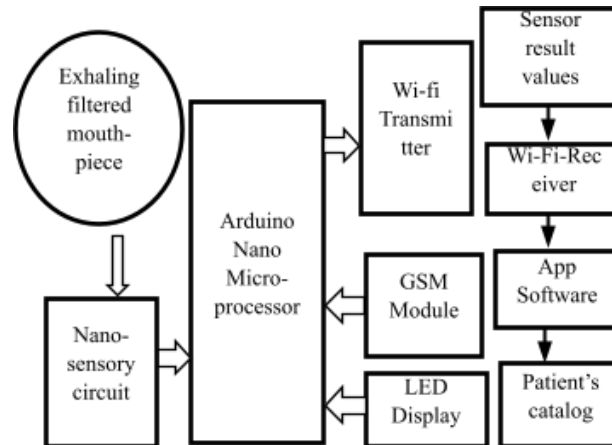 Exhaling
filtered
mouth-
piece
Nano-
sensory
circuit
Arduino
Nano
Micro-
processor
Wi-fi
Transmi
tter
GSM
Module
LED
Display
Sensor
result
values
Wi-Fi-Rec
eiver
App
Software
Patient's
catalog